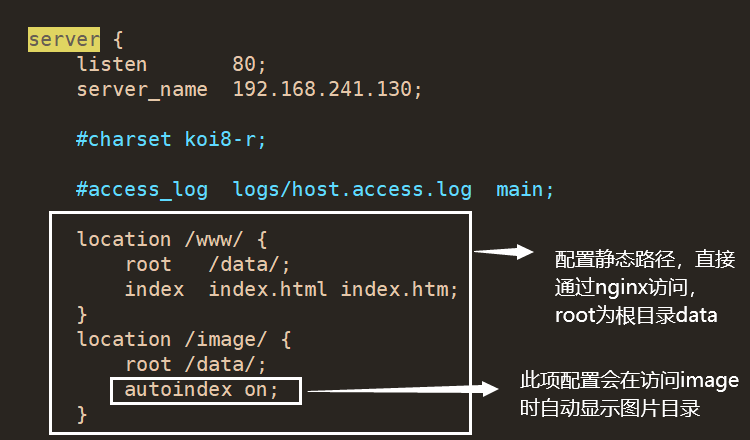 server {
listen 80;
server_name 192.168.241.130;
#charset koi8-r;
#access_log logs/host.access.log main;
location /www/ {
root /data/;
index index.html index.htm;
}
location /image/ {
root /data/;
autoindex on;
}
配置静态路径，直接
通过nginx访问，
root为根目录data
此项配置会在访问image
时自动显示图片目录